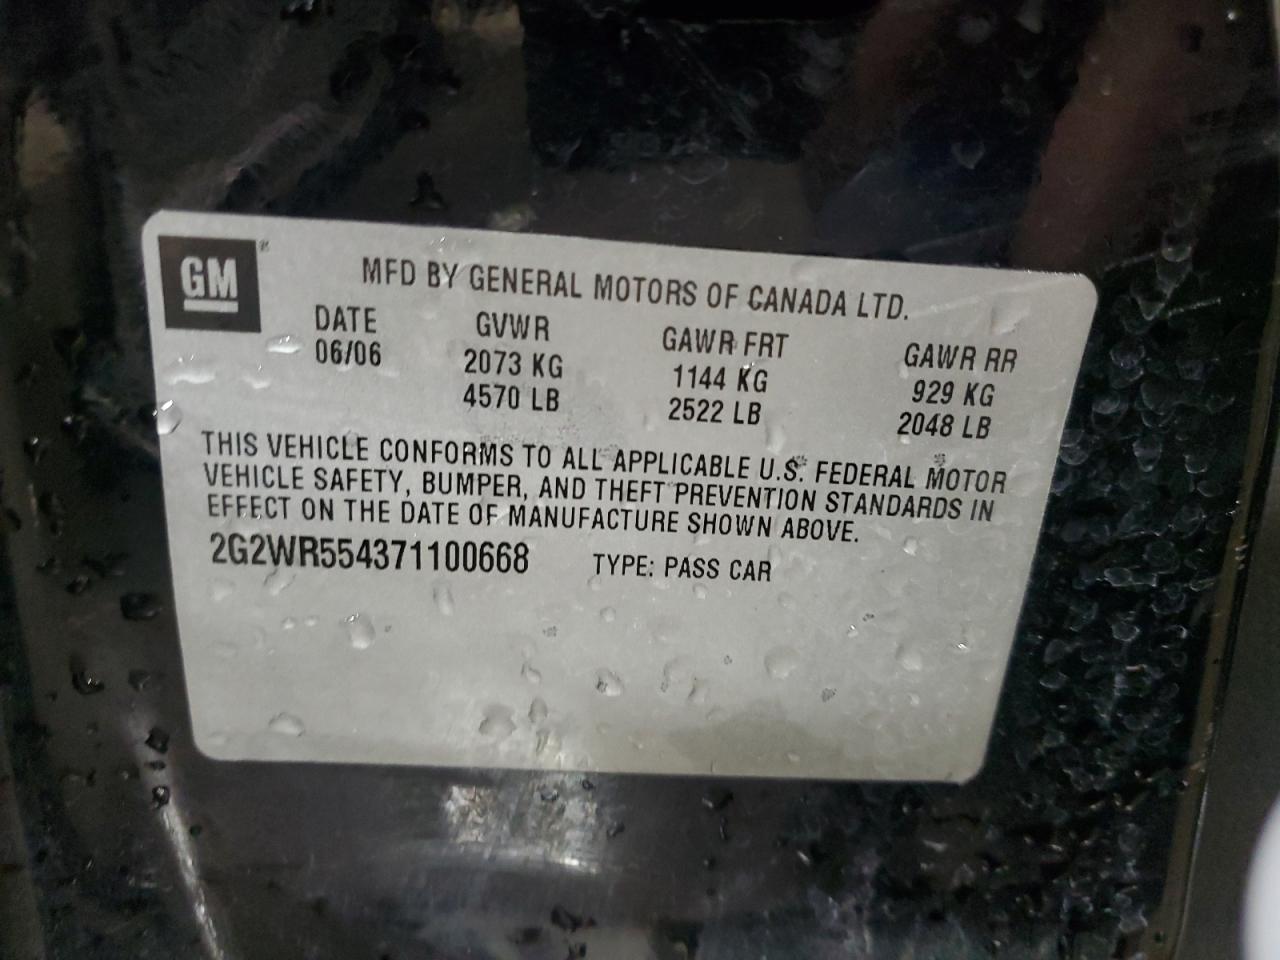 GM
MFD BY GENERAL MOTORS OF CANADA LTD.
DATE GVWR GAWR FRT GAWR RR
06/06 2073 KG 1144 KG 929 KG
4570 LB 2522 LB 2048 LB
THIS VEHICLE CONFORMS TO ALL APPLICABLE U.S. FEDERAL MOTOR
VEHICLE SAFETY, BUMPER, AND THEFT PREVENTION STANDARDS IN
EFFECT ON THE DATE OF MANUFACTURE SHOWN ABOVE.
2G2WR554371100668 TYPE: PASS CAR